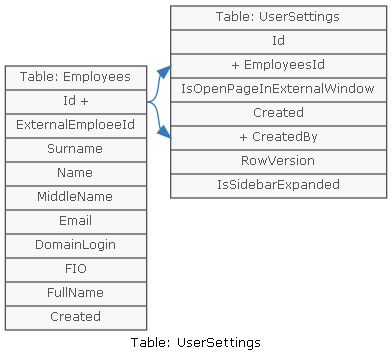 Table: UserSettings
Id
+ EmployeesId
IsOpenPageInExternalWindow
Created
+ CreatedBy
RowVersion
IsSidebarExpanded
Table: Employees
Id +
ExternalEmploeeId
Surname
Name
MiddleName
Email
DomainLogin
FIO
FullName
Created
Table: UserSettings